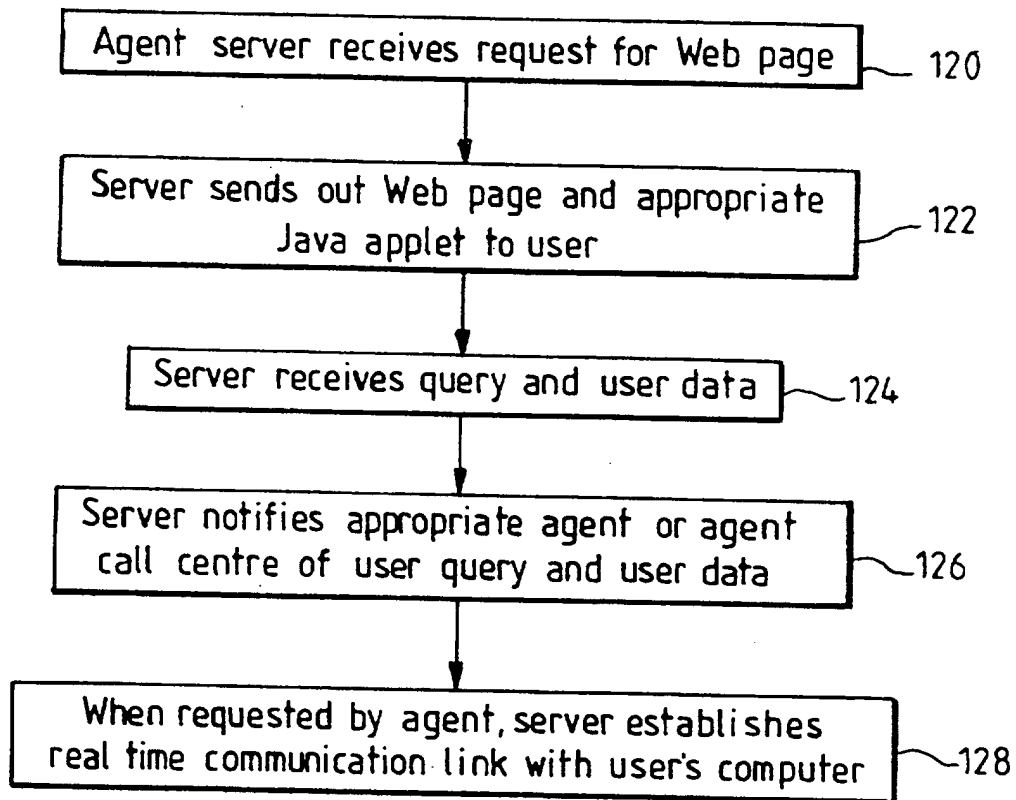 Agent server receives request for Web page
120
Server sends out Web page and appropriate
Java applet to user
122
Server receives query and user data
124
Server notifies appropriate agent or agent
call centre of user query and user data
126
When requested by agent, server establishes
real time communication link with user's computer
128